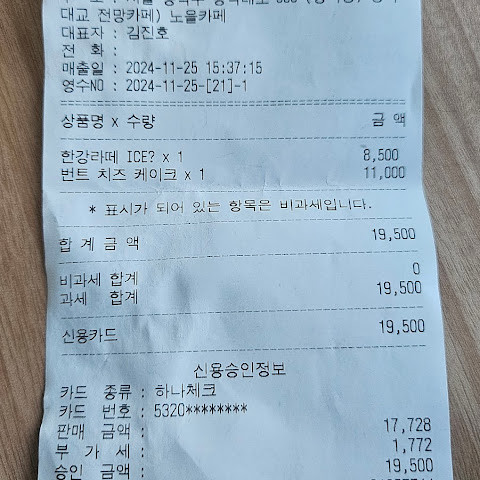 대교 전망카페) 노을카페
대표자 : 김진호
전 화 :
매출일 : 2024-11-25 15:37:15
영수NO : 2024-11-25-[21]-1
상품명 x 수량 금 액
한강라떼 ICE? x 1 8,500
번트 치즈 케이크 x 1 11,000
* 표시가 되어 있는 항목은 비과세입니다.
합 계 금 액 19,500
비과세 합계 0
과세 합계 19,500
신용카드 19,500
신용승인정보
카드 종류 : 하나체크
카드 번호 : 5320********
판매 금액 : 17,728
부 가 세 : 1,772
승인 금액 : 19,500